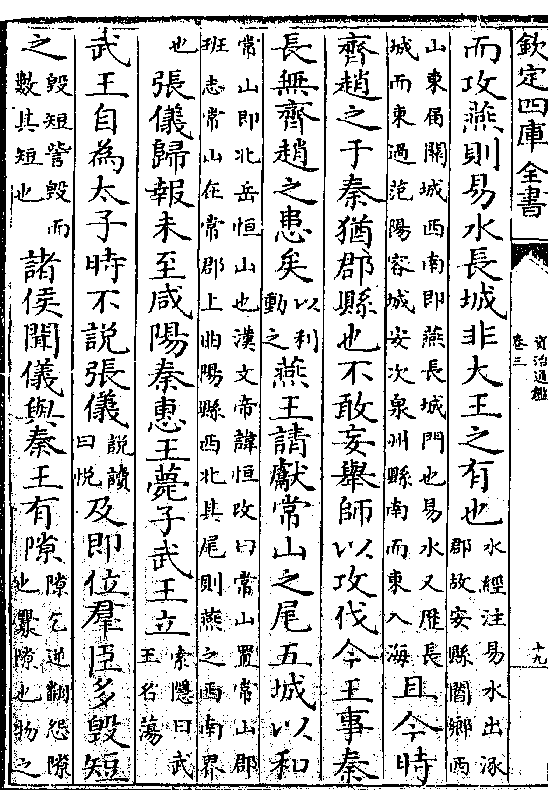 欽定四庫全書
資治通鑑
卷三
十九
而攻燕則易水長城非大王之有也水經注易水出涿郡故安縣閻鄉西
山東屆關城西南即燕長城門也易水又歷長城而東過范陽容城安次泉州縣南而東入海且今時
齊趙之于秦猶郡縣也不敢妄舉師以攻伐今王事秦
長無齊趙之患矣以利動之燕王請獻常山之尾五城以和
常山即北岳恒山也漢文帝諱恒改曰常山置常山郡班志常山在常郡上曲陽縣西北其尾則燕之西南界
也張儀歸報未至咸陽秦惠王薨子武王立索隱曰武王名蕩
武王自為太子時不說張儀說讀曰悅及即位羣臣多毀短
之毀短訾毀而數其短也諸侯聞儀與秦王有隙隙乞逆翻怨隙也釁隙也物之